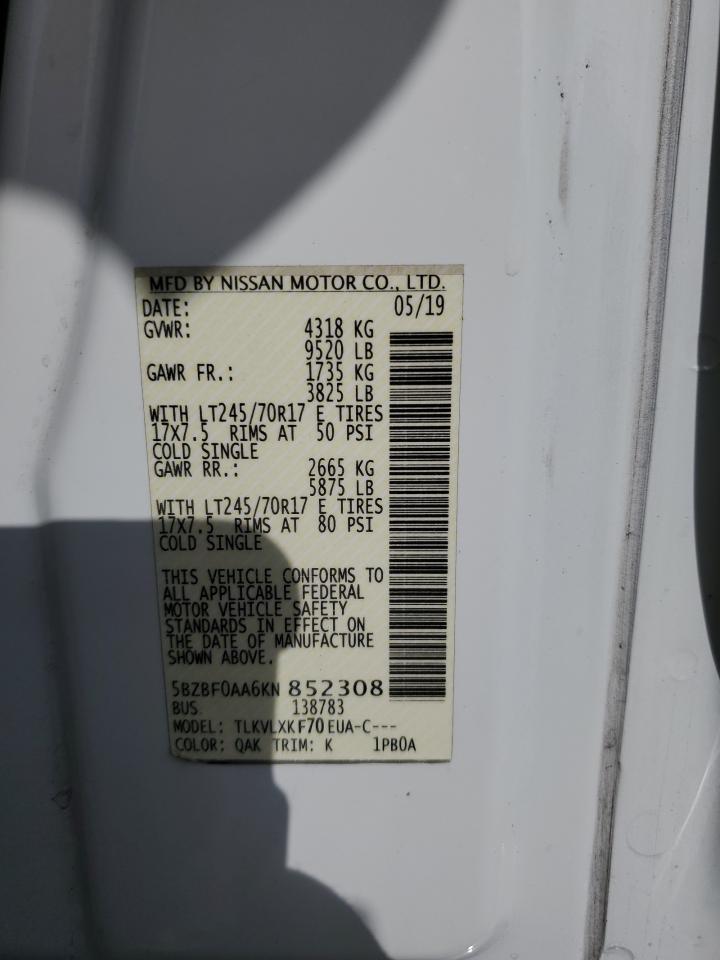 MFD BY NISSAN MOTOR CO., LTD.
DATE: 05/19
GVWR: 4318 KG
9520 LB
GAWR FR.: 1735 KG
3825 LB
WITH LT245/70R17 E TIRES
17X7.5 RIMS AT 50 PSI
COLD SINGLE
GAWR RR.: 2665 KG
5875 LB
WITH LT245/70R17 E TIRES
17X7.5 RIMS AT 80 PSI
COLD SINGLE
THIS VEHICLE CONFORMS TO
ALL APPLICABLE FEDERAL
MOTOR VEHICLE SAFETY
STANDARDS IN EFFECT ON
THE DATE OF MANUFACTURE
SHOWN ABOVE.
5BZBF0AA6KN 852308
BUS 138783
MODEL: TLKVLXKF70EUA-C---
COLOR: QAK TRIM: K 1PB0A